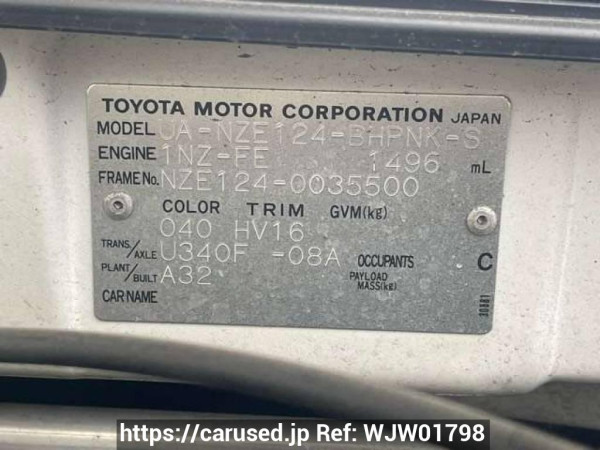 TOYOTA MOTOR CORPORATION JAPAN
MODEL UA-NZE124-BHPNK-S
ENGINE 1NZ-FE 1496 mL
FRAME No. NZE124-0035500
COLOR TRIM GVM(kg)
040 HV16
TRANS/AXLE U340F -08A OCCUPANTS C
PLANT/BUILT A32 PAYLOAD MASS(kg)
CAR NAME
https://carused.jp Ref: WJW01798